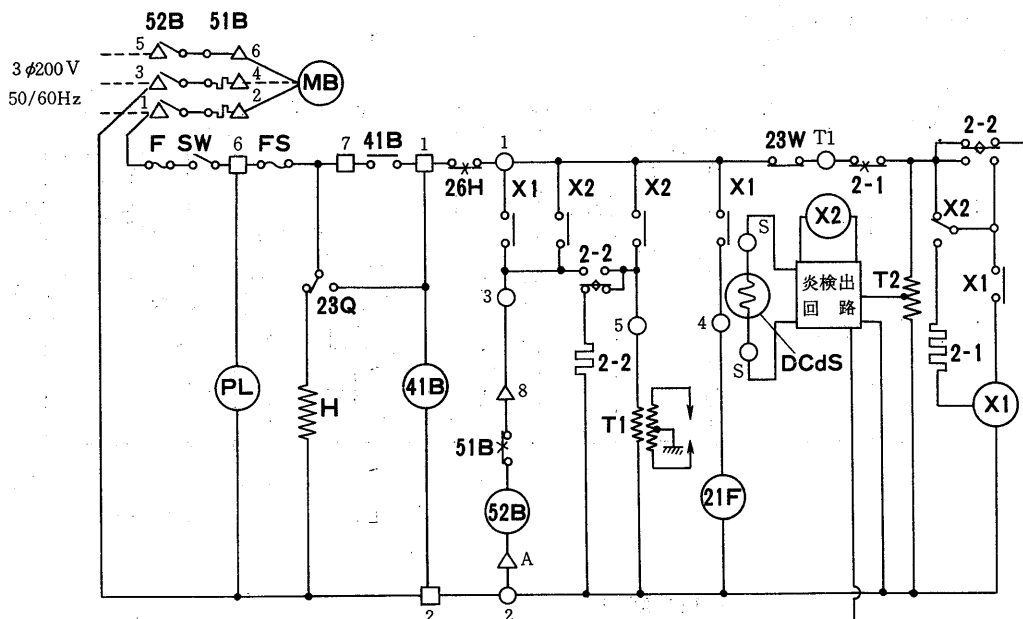 52B 51B
5 6
3φ200V 3 4 MB
50/60Hz 1 2
F SW 6 FS 7 41B 1 26H 1 23W T1 2-1 2-2
X1 X2 X2 X1 X2 X2
S
23Q 3 2-2 5 4 炎検出 回路 T2 X1
DCdS
S
2-2 2-1
PL H 41B 8 T1 X1
51B
52B 21F
A
2 2